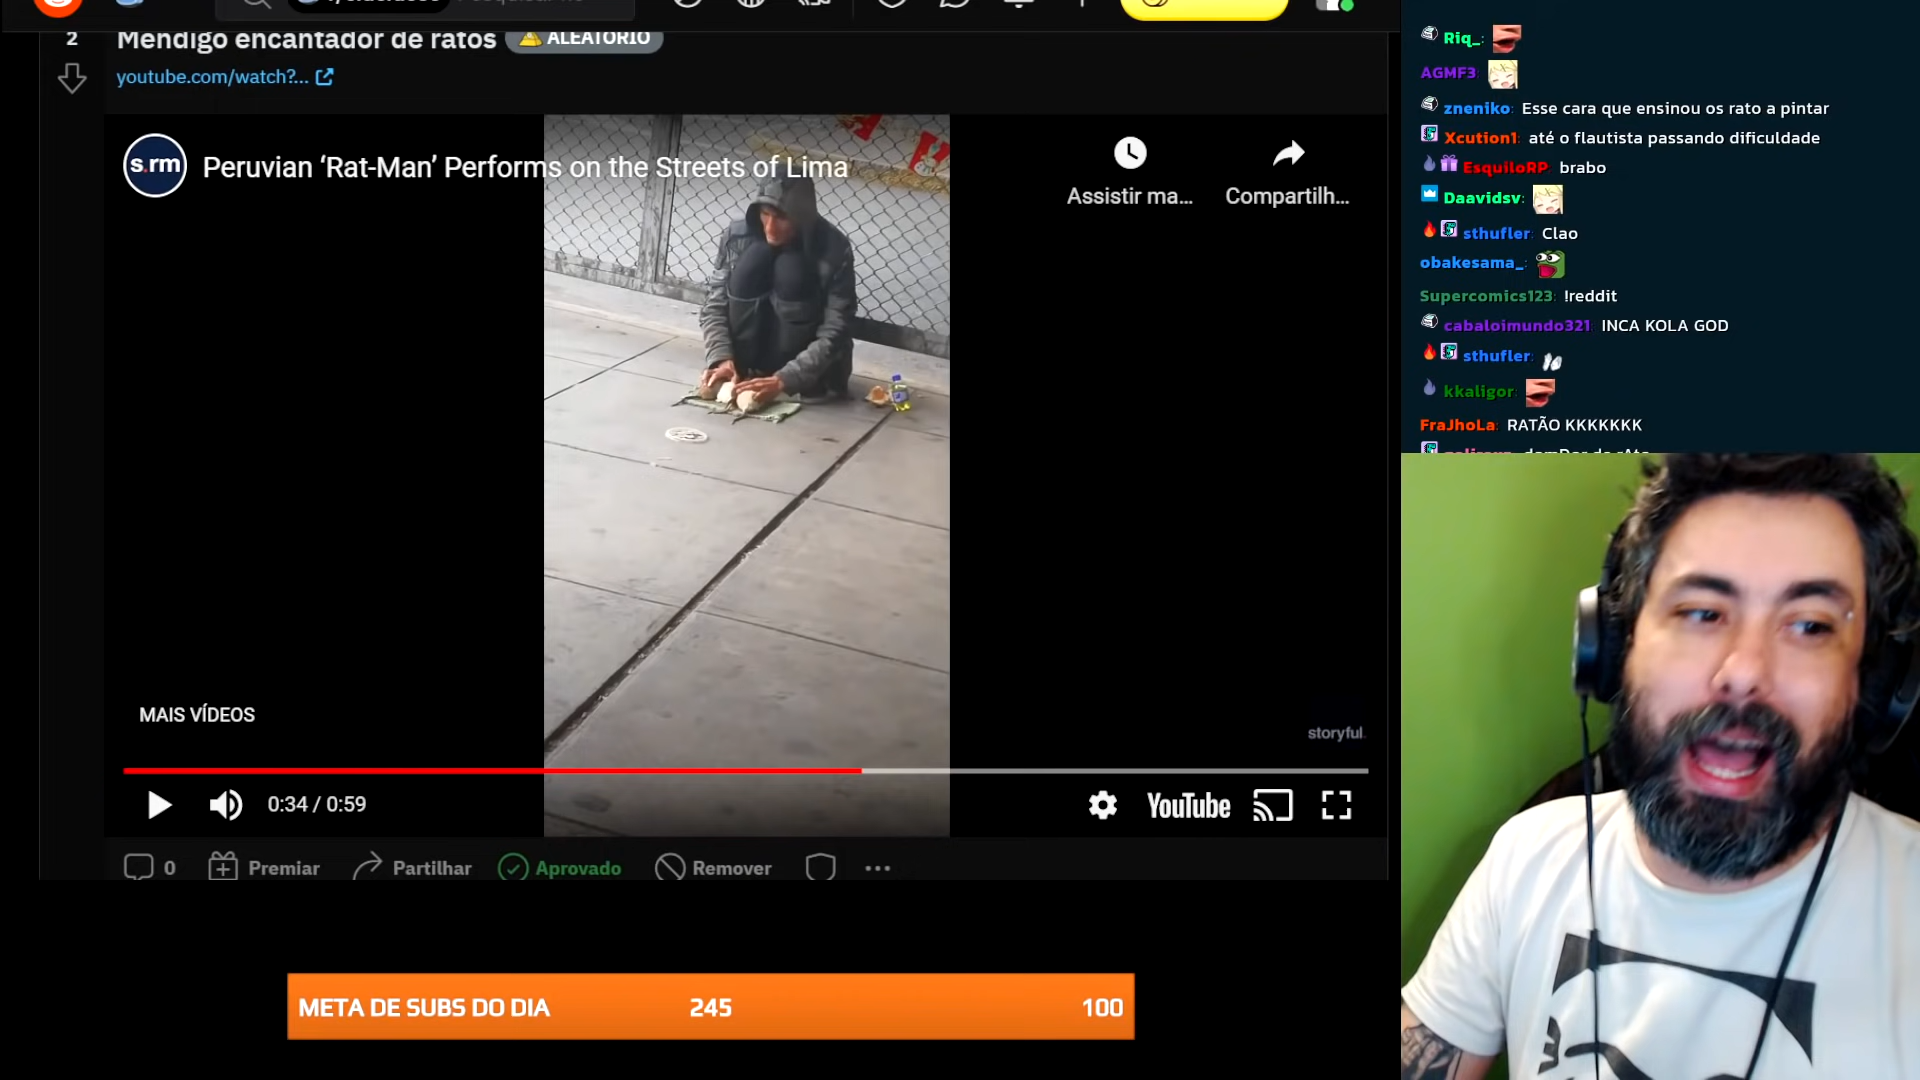 2
Mendigo encantador de ratos
ALEATÓRIO
youtube.com/watch?...
s.rm
Peruvian ‘Rat-Man’ Performs on the Streets of Lima
Assistir ma...
Compartilh...
MAIS VÍDEOS
storyful.
0:34 / 0:59
YouTube
0
Premiar
Partilhar
Aprovado
Remover
META DE SUBS DO DIA 245 100
Riq_:
AGMF3:
zneniko: Esse cara que ensinou os rato a pintar
Xcution1: até o flautista passando dificuldade
EsquiloRP: brabo
Daavidsv:
sthufler: Clao
obakesama_:
Supercomics123: !reddit
cabaloimundo321: INCA KOLA GOD
sthufler:
kkaligor:
FraJhoLa: RATÃO KKKKKKK